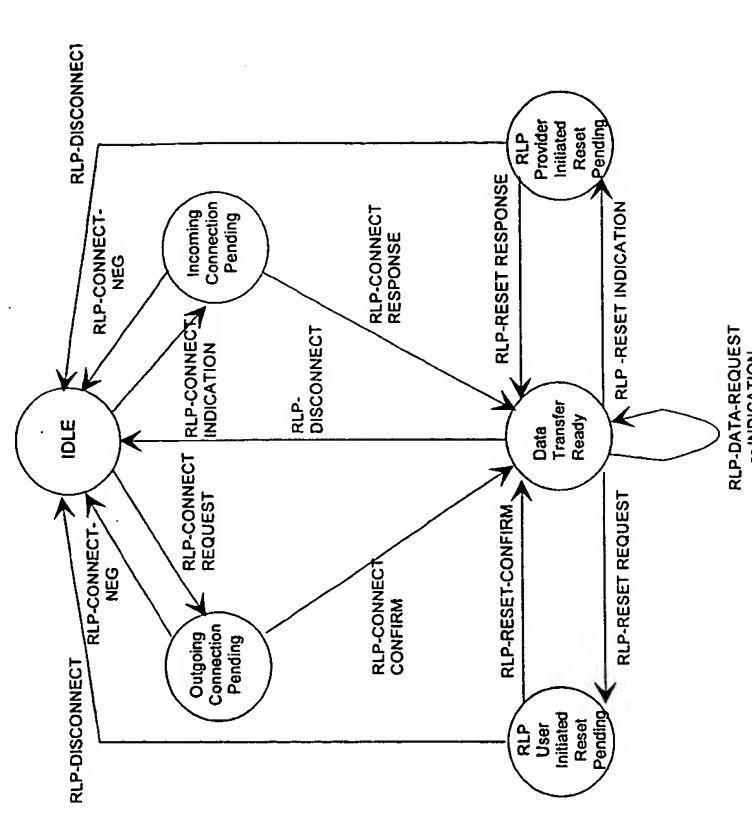 RLP-DISCONNECT
RLP-DISCONNECT
RLP-CONNECT-
NEG
RLP-CONNECT-
NEG
IDLE
RLP-CONNECT
REQUEST
RLP-CONNECT
INDICATION
Outgoing
Connection
Pending
Incoming
Connection
Pending
RLP-
DISCONNECT
RLP-CONNECT
CONFIRM
RLP-CONNECT
RESPONSE
RLP-RESET-CONFIRM
RLP-RESET RESPONSE
RLP
User
Initiated
Reset
Pending
Data
Transfer
Ready
RLP
Provider
Initiated
Reset
Pending
RLP-RESET REQUEST
RLP -RESET INDICATION
RLP-DATA-REQUEST
INDICATION